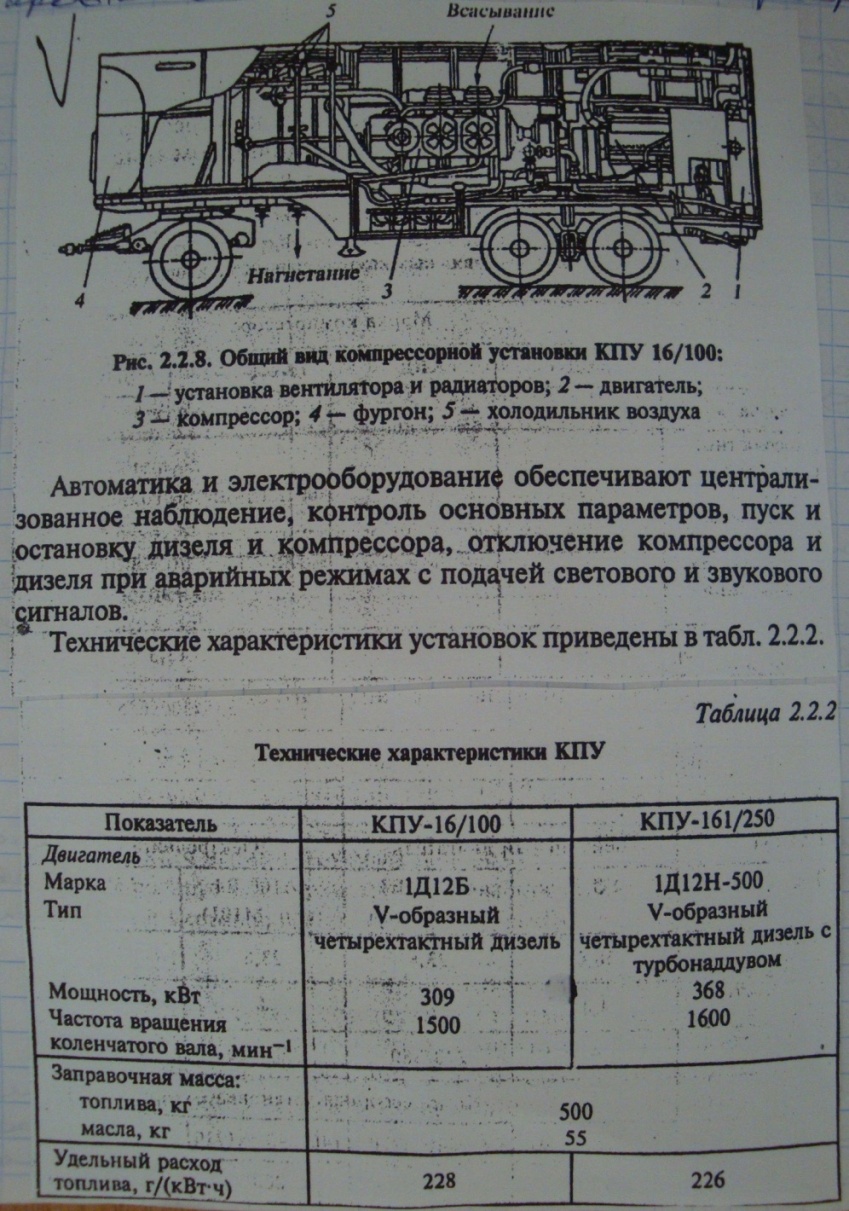 5 Всасывание
Нагнетание
4 3 2 1
Рис. 2.2.8. Общий вид компрессорной установки КПУ 16/100:
1 — установка вентилятора и радиаторов; 2 — двигатель;
3 — компрессор; 4 — фургон; 5 — холодильник воздуха
Автоматика и электрооборудование обеспечивают централи-
зованное наблюдение, контроль основных параметров, пуск и
остановку дизеля и компрессора, отключение компрессора и
дизеля при аварийных режимах с подачей светового и звукового
сигналов.
Технические характеристики установок приведены в табл. 2.2.2.
Таблица 2.2.2
Технические характеристики КПУ
Показатель КПУ-16/100 КПУ-161/250
Двигатель
Марка 1Д12Б 1Д12Н-500
Тип V-образный V-образный
четырехтактный дизель четырехтактный дизель с
турбонаддувом
Мощность, кВт 309 368
Частота вращения 1500 1600
коленчатого вала, мин⁻¹
Заправочная масса:
топлива, кг 500
масла, кг 55
Удельный расход
топлива, г/(кВт·ч) 228 226